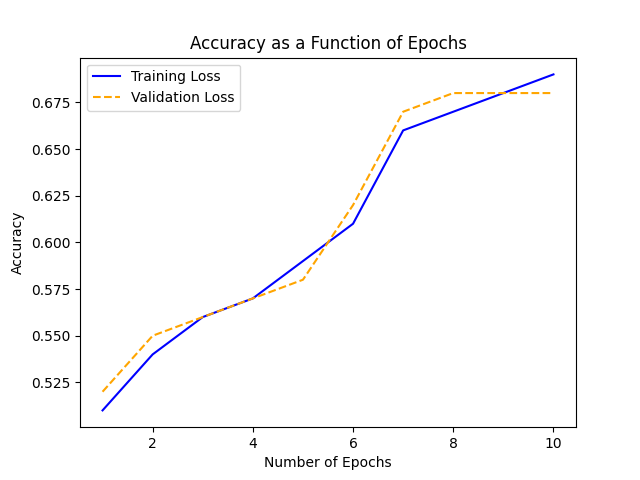 Accuracy as a Function of Epochs
Training Loss
Validation Loss
0.675
0.650
0.625
0.600
0.575
0.550
0.525
Accuracy
2 4 6 8 10
Number of Epochs